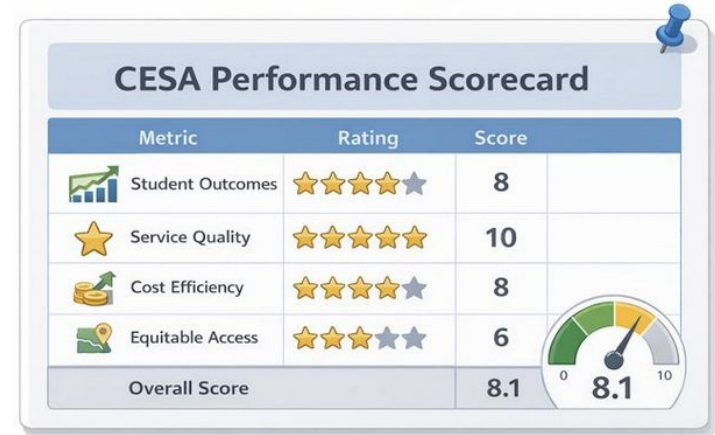 CESA Performance Scorecard
Metric Rating Score
Student Outcomes 8
Service Quality 10
Cost Efficiency 8
Equitable Access 6
Overall Score 8.1
0 8.1 10